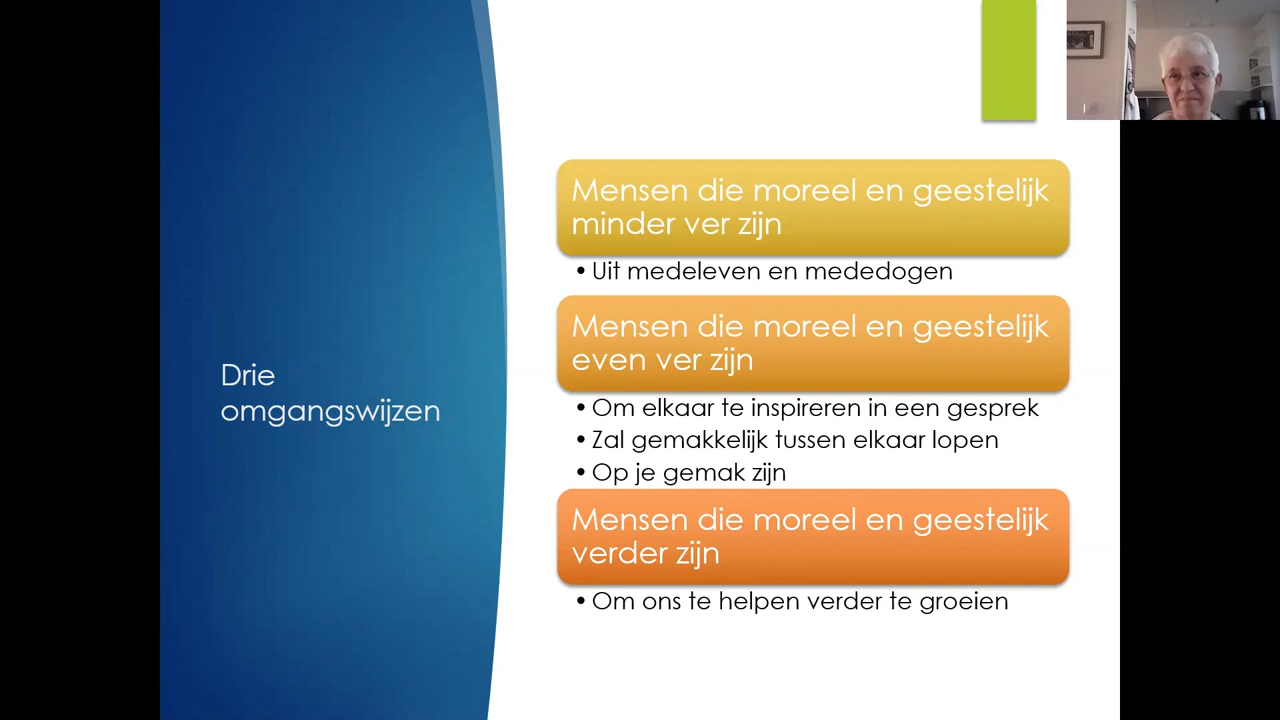 Drie
omgangswijzen
Mensen die moreel en geestelijk
minder ver zijn
• Uit medeleven en mededogen
Mensen die moreel en geestelijk
even ver zijn
• Om elkaar te inspireren in een gesprek
• Zal gemakkelijk tussen elkaar lopen
• Op je gemak zijn
Mensen die moreel en geestelijk
verder zijn
• Om ons te helpen verder te groeien